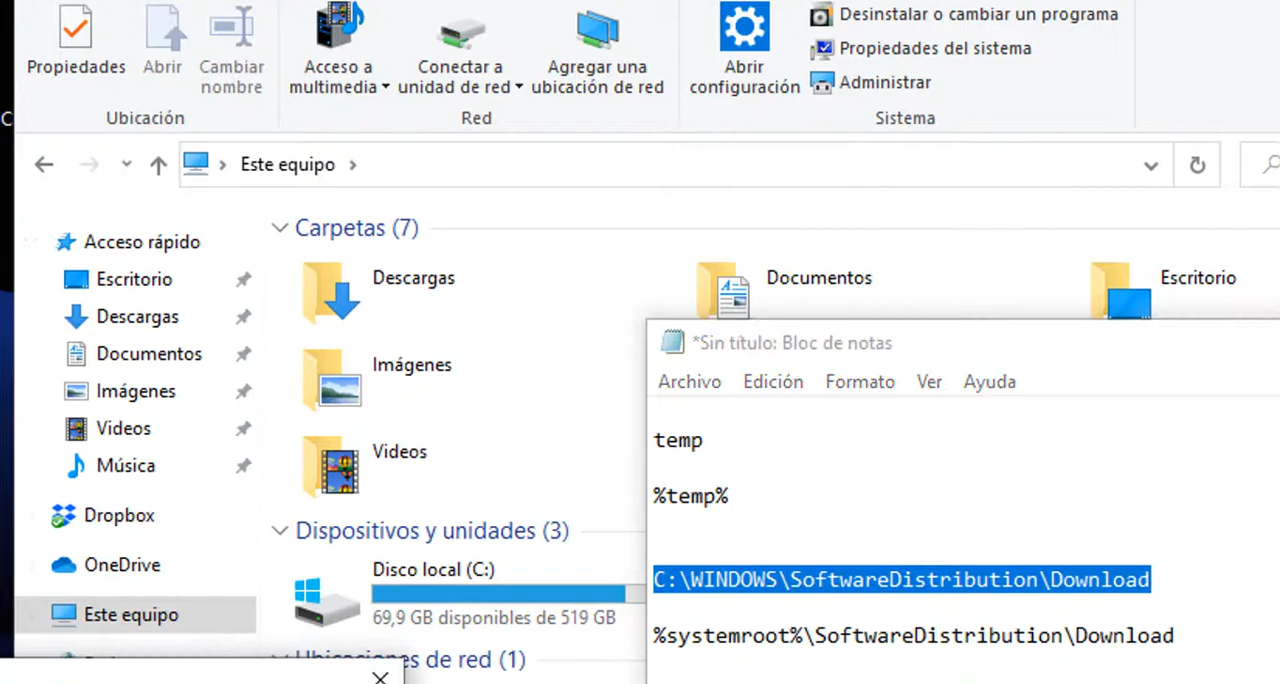 Propiedades
Abrir
Cambiar
nombre
Ubicación
Acceso a
multimedia
Conectar a
unidad de red
Agregar una
ubicación de red
Red
Abrir
configuración
Desinstalar o cambiar un programa
Propiedades del sistema
Administrar
Sistema
C
Este equipo
Acceso rápido
Escritorio
Descargas
Documentos
Imágenes
Videos
Música
Dropbox
OneDrive
Este equipo
Carpetas (7)
Descargas
Documentos
Escritorio
Imágenes
Videos
Dispositivos y unidades (3)
Disco local (C:)
69,9 GB disponibles de 519 GB
Ubicaciones de red (1)
*Sin título: Bloc de notas
Archivo Edición Formato Ver Ayuda
temp
%temp%
C:\WINDOWS\SoftwareDistribution\Download
%systemroot%\SoftwareDistribution\Download